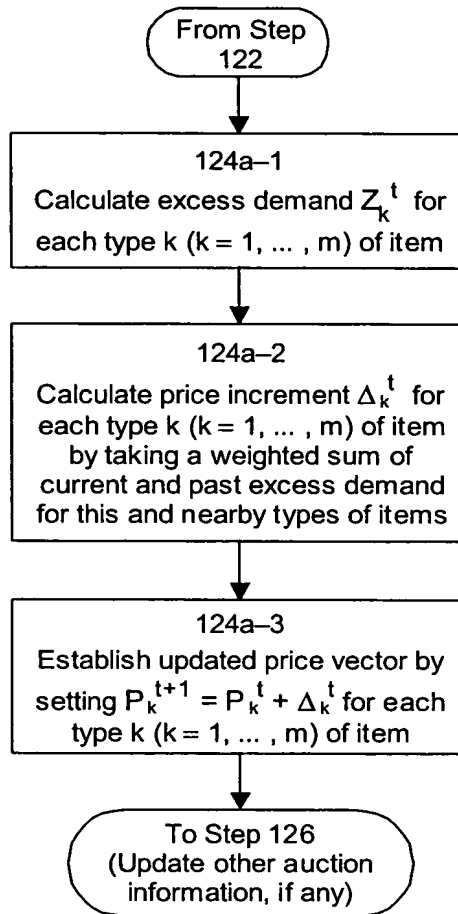 From Step
122
124a–1
Calculate excess demand Z_k^t for
each type k (k = 1, ... , m) of item
124a–2
Calculate price increment Δ_k^t for
each type k (k = 1, ... , m) of item
by taking a weighted sum of
current and past excess demand
for this and nearby types of items
124a–3
Establish updated price vector by
setting P_k^{t+1} = P_k^t + Δ_k^t for each
type k (k = 1, ... , m) of item
To Step 126
(Update other auction
information, if any)